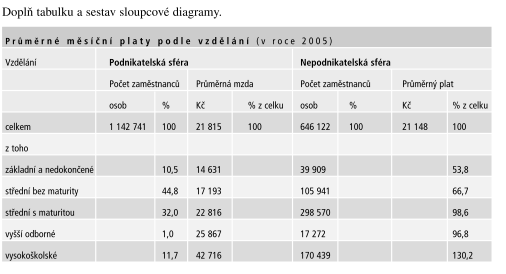 Doplň tabulku a sestav sloupcové diagramy.
Průměrné měsíční platy podle vzdělání (v roce 2005)
Vzdělání Podnikatelská sféra Nepodnikatelská sféra
Počet zaměstnanců Průměrná mzda Počet zaměstnanců Průměrný plat
osob % Kč % z celku osob % Kč % z celku
celkem 1 142 741 100 21 815 100 646 122 100 21 148 100
z toho
základní a nedokončené 10,5 14 631 39 909 53,8
střední bez maturity 44,8 17 193 105 941 66,7
střední s maturitou 32,0 22 816 298 570 98,6
vyšší odborné 1,0 25 867 17 272 96,8
vysokoškolské 11,7 42 716 170 439 130,2